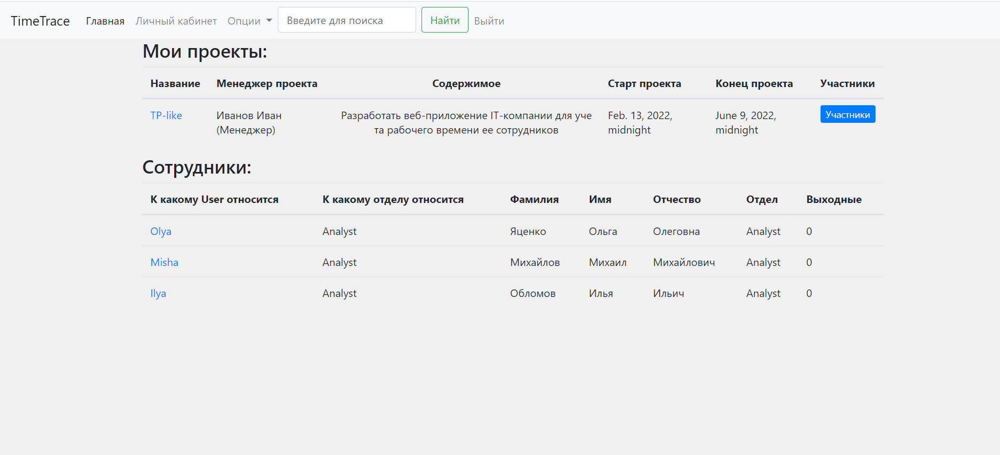 TimeTrace Главная Личный кабинет Опции Введите для поиска Найти Выйти
Мои проекты:
Название Менеджер проекта Содержимое Старт проекта Конец проекта Участники
TP-like Иванов Иван Разработать веб-приложение IT-компании для уче Feb. 13, 2022, June 9, 2022, Участники
(Менеджер) та рабочего времени ее сотрудников midnight midnight
Сотрудники:
К какому User относится К какому отделу относится Фамилия Имя Отчество Отдел Выходные
Olya Analyst Яценко Ольга Олеговна Analyst 0
Misha Analyst Михайлов Михаил Михайлович Analyst 0
Ilya Analyst Обломов Илья Ильич Analyst 0